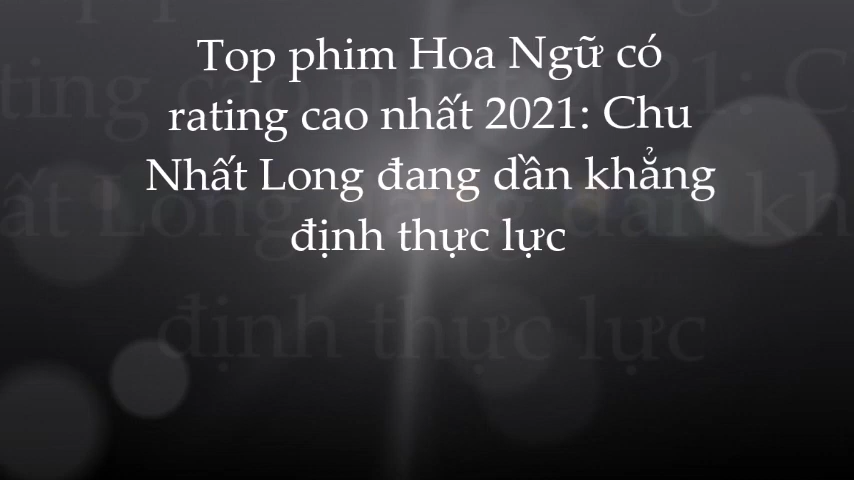 Top phim Hoa Ngữ có
rating cao nhất 2021: Chu
Nhất Long đang dần khẳng
định thực lực